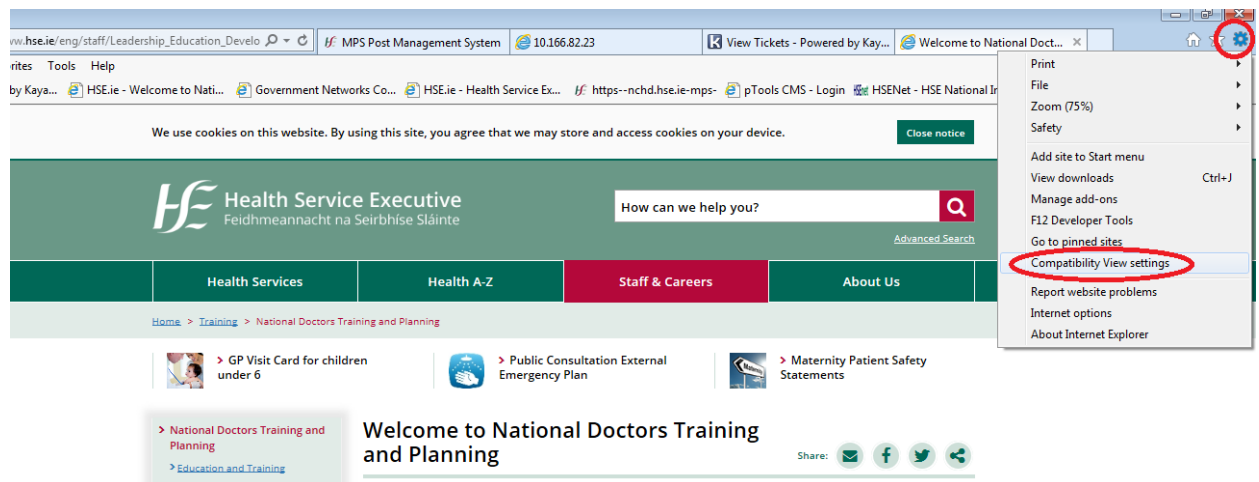 ww.hse.ie/eng/staff/Leadership_Education_Develo
MPS Post Management System
10.166.82.23
View Tickets - Powered by Kay...
Welcome to National Doct...
rites Tools Help
by Kaya... HSE.ie - Welcome to Nati... Government Networks Co... HSE.ie - Health Service Ex... https--nchd.hse.ie-mps- pTools CMS - Login HSENet - HSE National Ir
Print
File
Zoom (75%)
Safety
Add site to Start menu
View downloads Ctrl+J
Manage add-ons
F12 Developer Tools
Go to pinned sites
Compatibility View settings
Report website problems
Internet options
About Internet Explorer
We use cookies on this website. By using this site, you agree that we may store and access cookies on your device.
Close notice
Health Service Executive
Feidhmeannacht na Seirbhíse Sláinte
How can we help you?
Advanced Search
Health Services
Health A-Z
Staff & Careers
About Us
Home > Training > National Doctors Training and Planning
> GP Visit Card for children
under 6
> Public Consultation External
Emergency Plan
Maternity
> Maternity Patient Safety
Statements
> National Doctors Training and
Planning
> Education and Training
Welcome to National Doctors Training
and Planning
Share: